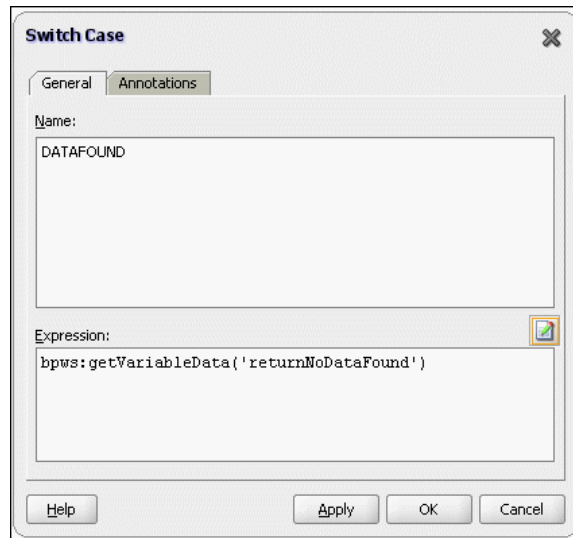 Switch Case
General Annotations
Name:
DATAFOUND
Expression:
bpws:getVariableData('returnNoDataFound')
Help Apply OK Cancel